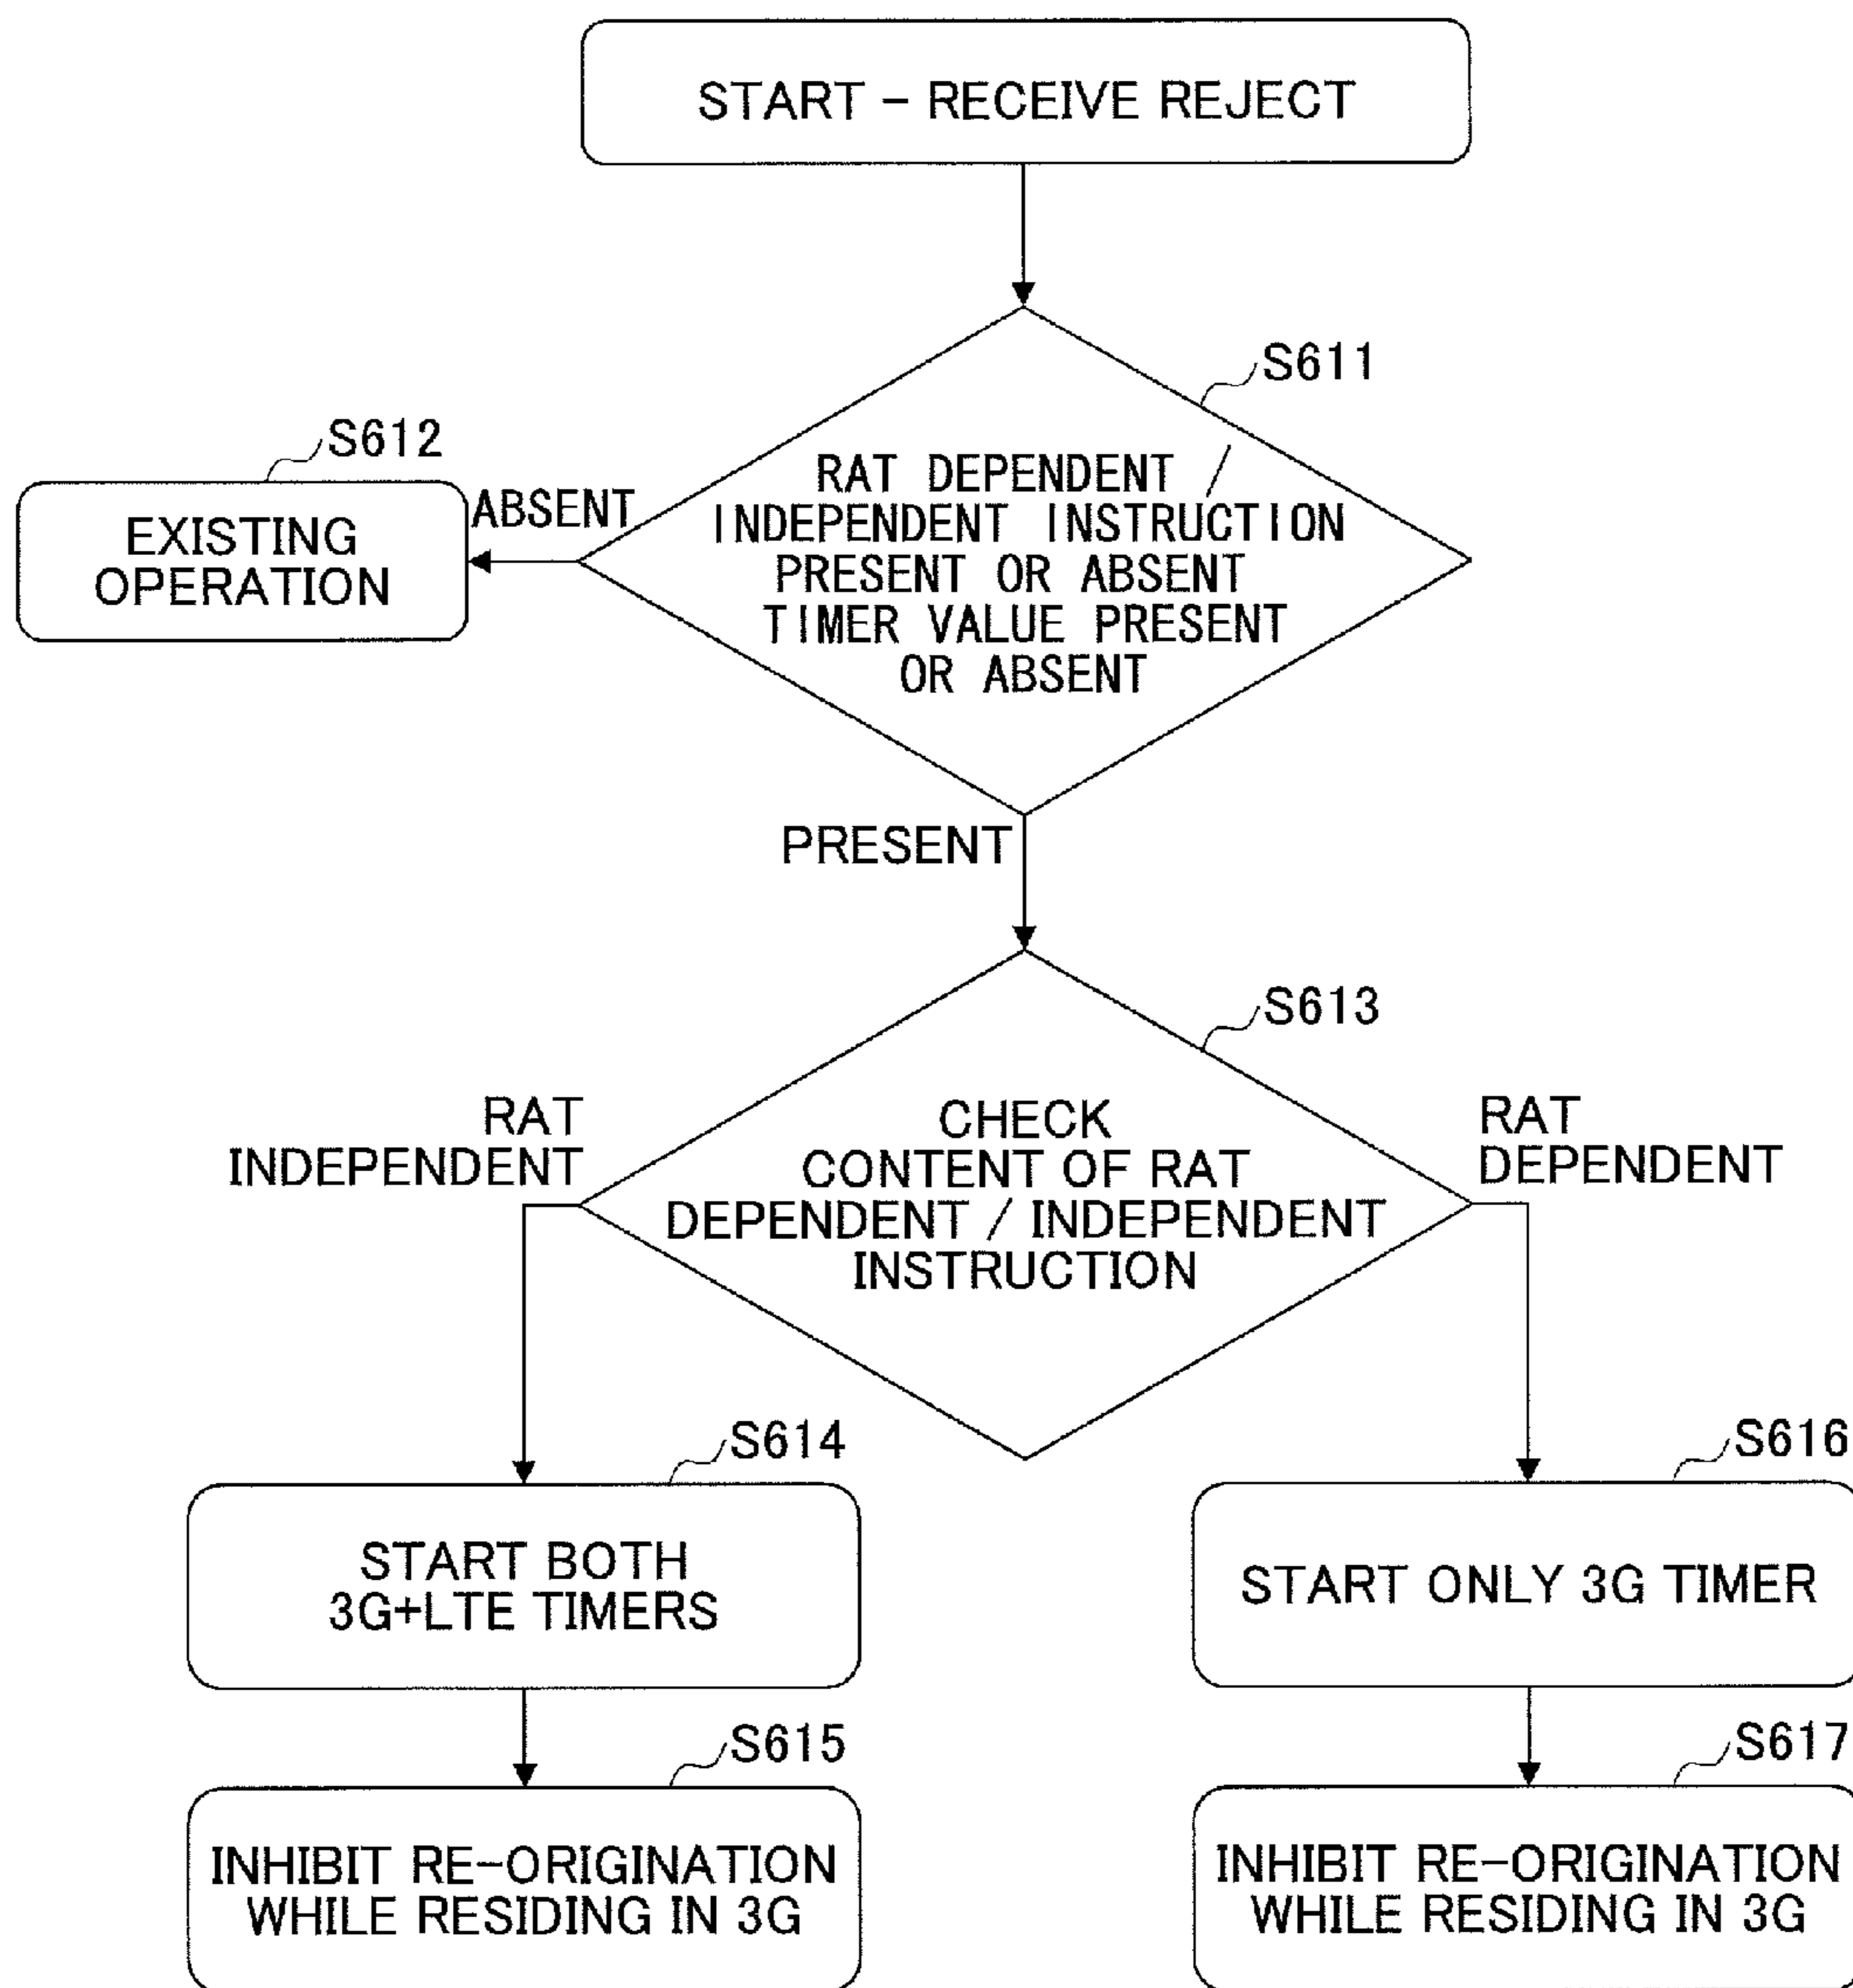 START – RECEIVE REJECT
S611
S612
RAT DEPENDENT /
INDEPENDENT INSTRUCTION
PRESENT OR ABSENT
TIMER VALUE PRESENT
OR ABSENT
ABSENT
EXISTING
OPERATION
PRESENT
S613
CHECK
CONTENT OF RAT
DEPENDENT / INDEPENDENT
INSTRUCTION
RAT
INDEPENDENT
RAT
DEPENDENT
S614
START BOTH
3G+LTE TIMERS
S616
START ONLY 3G TIMER
S615
INHIBIT RE-ORIGINATION
WHILE RESIDING IN 3G
S617
INHIBIT RE-ORIGINATION
WHILE RESIDING IN 3G